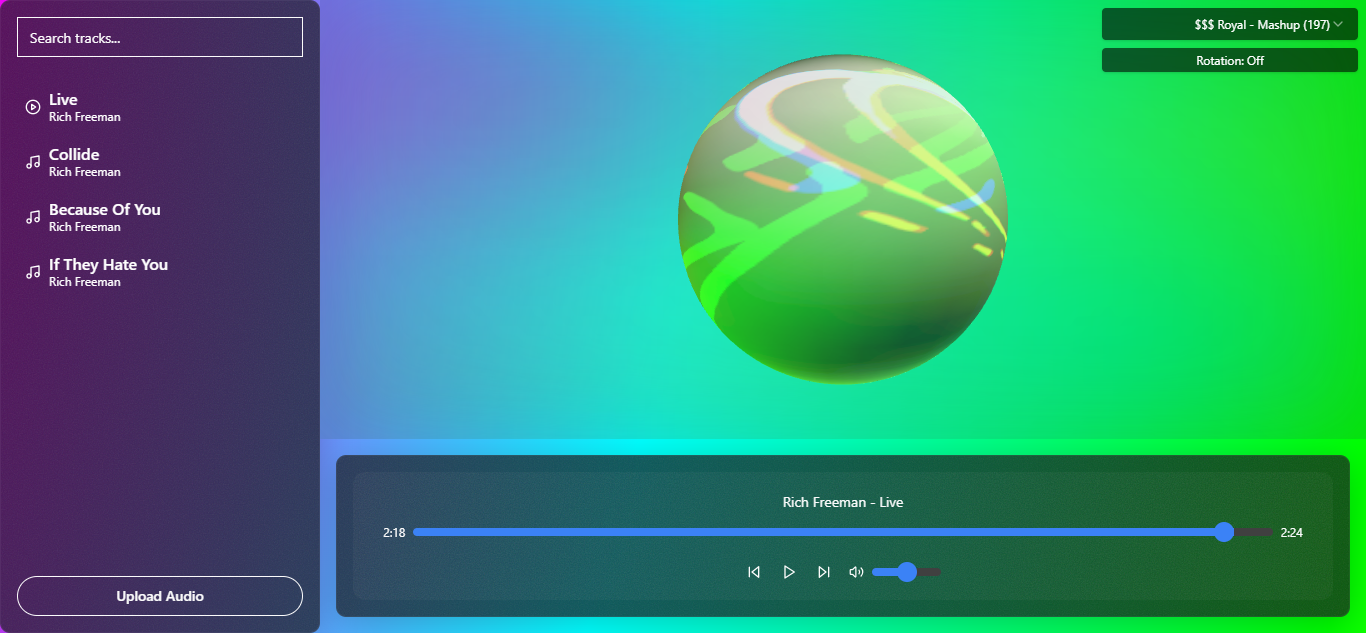 Search tracks...
Live
Rich Freeman
Collide
Rich Freeman
Because Of You
Rich Freeman
If They Hate You
Rich Freeman
Upload Audio
$$$ Royal - Mashup (197)
Rotation: Off
Rich Freeman - Live
2:18
2:24